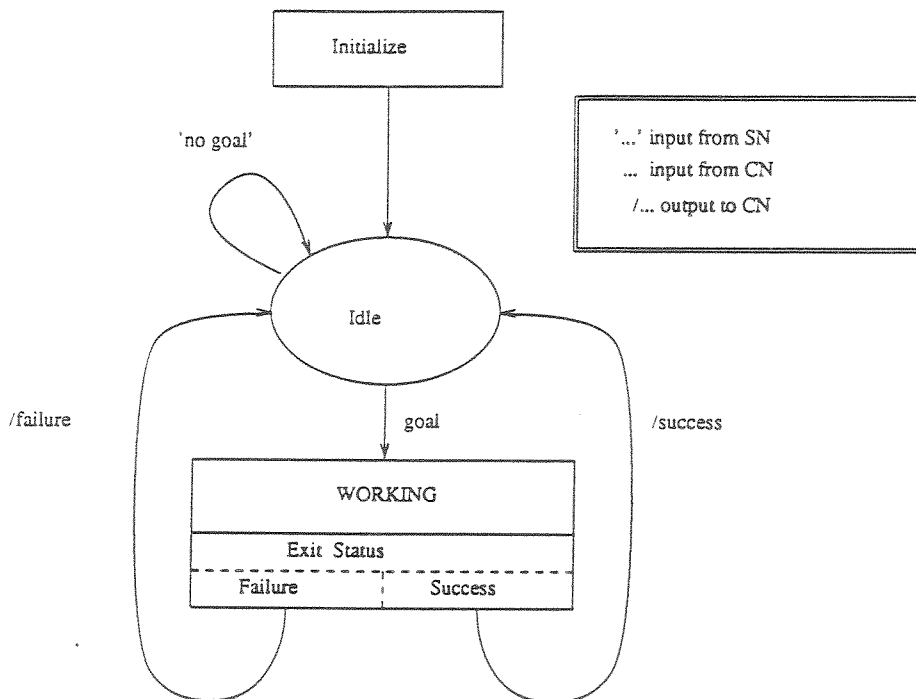 Initialize
'no goal'
'...' input from SN
... input from CN
/... output to CN
Idle
/failure
goal
/success
WORKING
Exit Status
Failure
Success